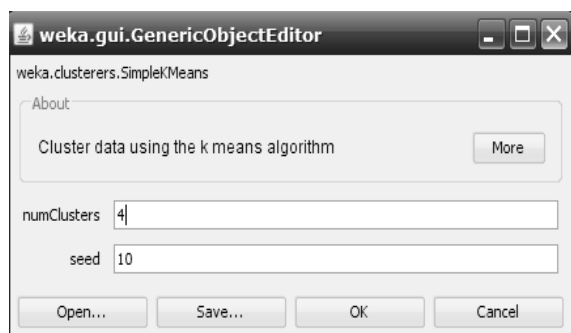 weka.gui.GenericObjectEditor
weka.clusterers.SimpleKMeans
About
Cluster data using the k means algorithm
More
numClusters 4
seed 10
Open... Save... OK Cancel